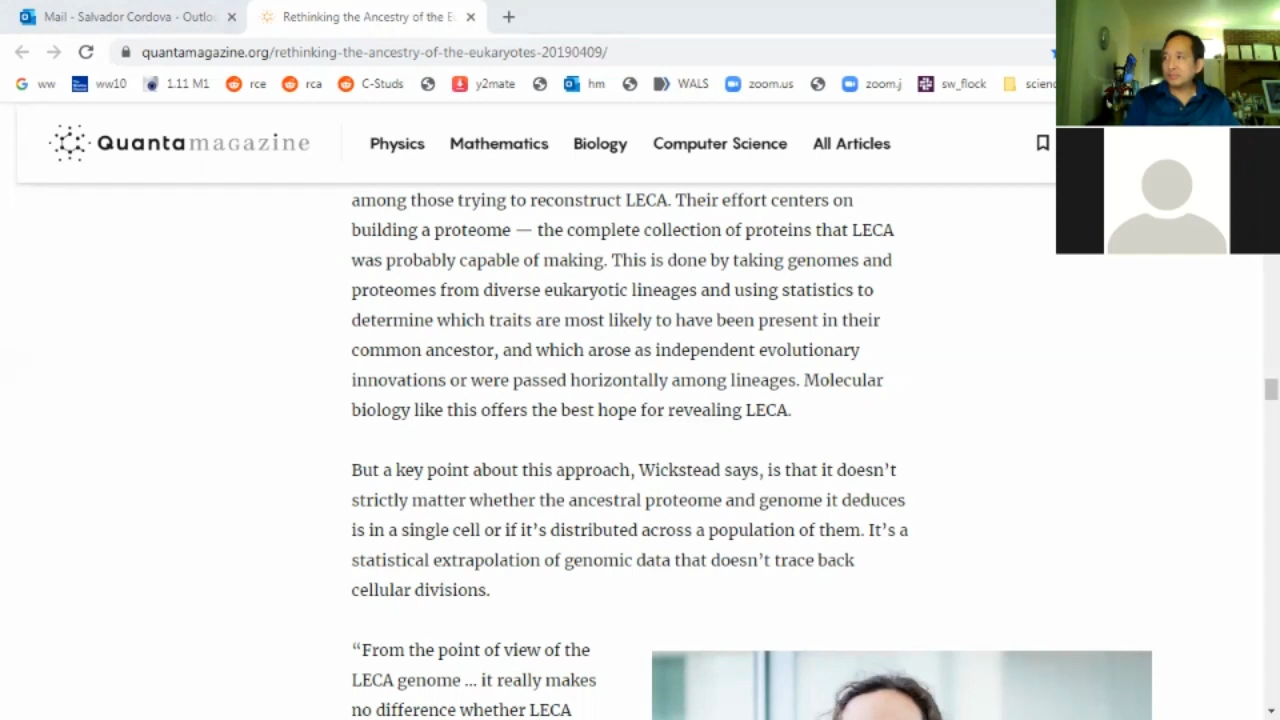 Mail - Salvador Cordova - Outlo
Rethinking the Ancestry of the E
quantamagazine.org/rethinking-the-ancestry-of-the-eukaryotes-20190409/
ww
ww10
1.11 M1
rce
rca
C-Studs
y2mate
hm
WALS
zoom.us
zoom.j
sw_flock
scienc
Quantamagazine
Physics
Mathematics
Biology
Computer Science
All Articles
among those trying to reconstruct LECA. Their effort centers on
building a proteome — the complete collection of proteins that LECA
was probably capable of making. This is done by taking genomes and
proteomes from diverse eukaryotic lineages and using statistics to
determine which traits are most likely to have been present in their
common ancestor, and which arose as independent evolutionary
innovations or were passed horizontally among lineages. Molecular
biology like this offers the best hope for revealing LECA.
But a key point about this approach, Wickstead says, is that it doesn’t
strictly matter whether the ancestral proteome and genome it deduces
is in a single cell or if it’s distributed across a population of them. It’s a
statistical extrapolation of genomic data that doesn’t trace back
cellular divisions.
“From the point of view of the
LECA genome ... it really makes
no difference whether LECA